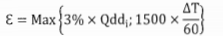 Ɛ = Max{3% × Qddᵢ; 1500 × ΔT/60}